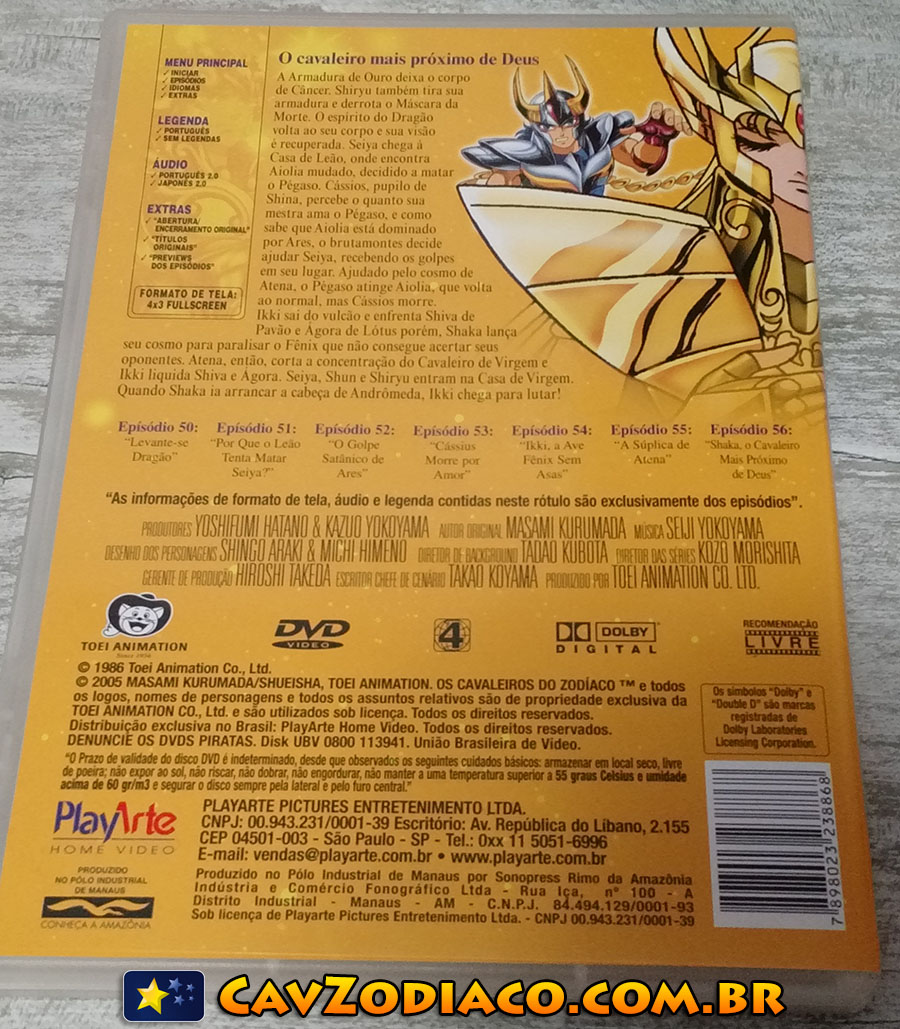 MENU PRINCIPAL
✓ INICIAR
✓ EPISÓDIOS
✓ IDIOMAS
✓ EXTRAS
LEGENDA
✓ PORTUGUÊS
✓ SEM LEGENDAS
ÁUDIO
✓ PORTUGUÊS 2.0
✓ JAPONÊS 2.0
EXTRAS
✓ "ABERTURA/
ENCERRAMENTO ORIGINAL"
✓ "TÍTULOS
ORIGINAIS"
✓ "PREVIEWS
DOS EPISÓDIOS"
FORMATO DE TELA:
4x3 FULLSCREEN
O cavaleiro mais próximo de Deus
A Armadura de Ouro deixa o corpo
de Câncer. Shiryu também tira sua
armadura e derrota o Máscara da
Morte. O espírito do Dragão
volta ao seu corpo e sua visão
é recuperada. Seiya chega à
Casa de Leão, onde encontra
Aiolia mudado, decidido a matar
o Pégaso. Cássios, pupilo de
Shina, percebe o quanto sua
mestra ama o Pégaso, e como
sabe que Aiolia está dominado
por Ares, o brutamontes decide
ajudar Seiya, recebendo os golpes
em seu lugar. Ajudado pelo cosmo de
Atena, o Pégaso atinge Aiolia, que volta
ao normal, mas Cássios morre.
Ikki sai do vulcão e enfrenta Shiva de
Pavão e Ágora de Lótus porém, Shaka lança
seu cosmo para paralisar o Fênix que não consegue acertar seus
oponentes. Atena, então, corta a concentração do Cavaleiro de Virgem e
Ikki liquida Shiva e Ágora. Seiya, Shun e Shiryu entram na Casa de Virgem.
Quando Shaka ia arrancar a cabeça de Andrômeda, Ikki chega para lutar!
Episódio 50:
"Levante-se
Dragão"
Episódio 51:
"Por Que o Leão
Tenta Matar
Seiya?"
Episódio 52:
"O Golpe
Satânico de
Ares"
Episódio 53:
"Cássius
Morre por
Amor"
Episódio 54:
"Ikki, a Ave
Fênix Sem
Asas"
Episódio 55:
"A Súplica de
Atena"
Episódio 56:
"Shaka, o Cavaleiro
Mais Próximo
de Deus"
"As informações de formato de tela, áudio e legenda contidas neste rótulo são exclusivamente dos episódios".
PRODUTORES YOSHIFUMI HATANO & KAZUO YOKOYAMA AUTOR ORIGINAL MASAMI KURUMADA MÚSICA SEIJI YOKOYAMA
DESENHO DOS PERSONAGENS SHINGO ARAKI & MICHI HIMENO DIRETOR DE BACKGROUND TADAO KUBOTA DIRETOR DAS SÉRIES KOZO MORISHITA
GERENTE DE PRODUÇÃO HIROSHI TAKEDA ESCRITOR CHEFE DE CENÁRIO TAKAO KOYAMA PRODUZIDO POR TOEI ANIMATION CO. LTD.
TOEI ANIMATION
Since 1956
DVD
VIDEO
4
DOLBY
DIGITAL
RECOMENDAÇÃO
LIVRE
© 1986 Toei Animation Co., Ltd.
© 2005 MASAMI KURUMADA/SHUEISHA, TOEI ANIMATION. OS CAVALEIROS DO ZODÍACO ™ e todos
os logos, nomes de personagens e todos os assuntos relativos são de propriedade exclusiva da
TOEI ANIMATION CO., Ltd. e são utilizados sob licença. Todos os direitos reservados.
Distribuição exclusiva no Brasil: PlayArte Home Vídeo. Todos os direitos reservados.
DENUNCIE OS DVDS PIRATAS. Disk UBV 0800 113941. União Brasileira de Vídeo.
Os símbolos "Dolby" e
"Double D" são marcas
registradas de
Dolby Laboratories
Licensing Corporation.
"O Prazo de validade do disco DVD é indeterminado, desde que observados os seguintes cuidados básicos: armazenar em local seco, livre
de poeira; não expor ao sol, não riscar, não dobrar, não engordurar, não manter a uma temperatura superior a 55 graus Celsius e umidade
acima de 60 gr/m3 e segurar o disco sempre pela lateral e pelo furo central."
PlayArte
HOME VIDEO
PLAYARTE PICTURES ENTRETENIMENTO LTDA.
CNPJ: 00.943.231/0001-39 Escritório: Av. República do Líbano, 2.155
CEP 04501-003 - São Paulo - SP - Tel.: 0xx 11 5051-6996
E-mail: vendas@playarte.com.br • www.playarte.com.br
PRODUZIDO
NO PÓLO INDUSTRIAL
DE MANAUS
CONHEÇA A AMAZÔNIA
Produzido no Pólo Industrial de Manaus por Sonopress Rimo da Amazônia
Indústria e Comércio Fonográfico Ltda - Rua Iça, nº 100 - A
Distrito Industrial - Manaus - AM - C.N.P.J. 84.494.129/0001-93
Sob licença de Playarte Pictures Entretenimento Ltda. - CNPJ 00.943.231/0001-39
7 898023 238868
CAVZODIACO.COM.BR